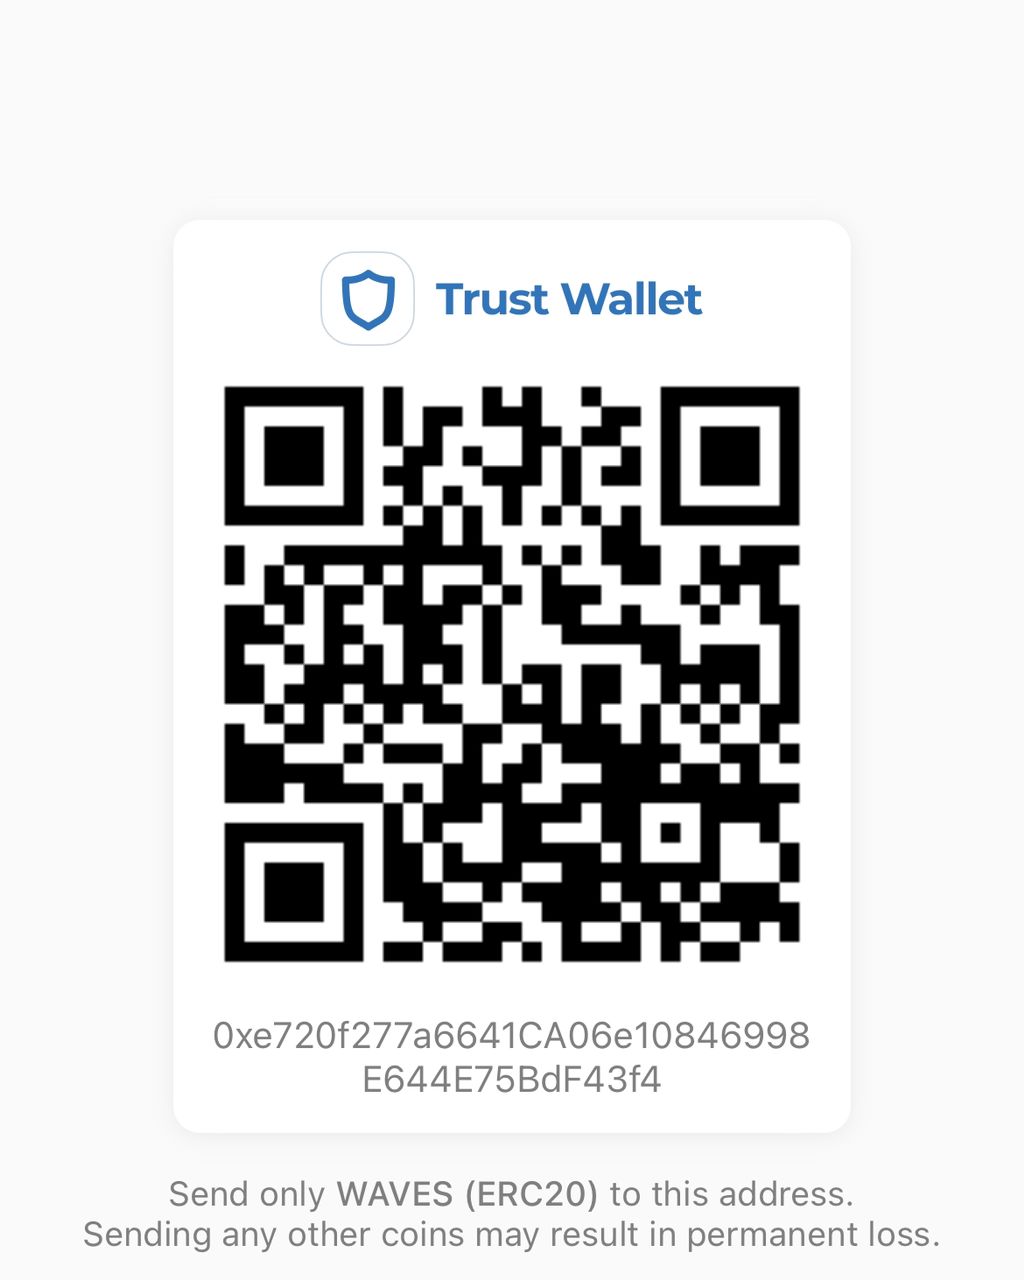 Trust Wallet
0xe720f277a6641CA06e10846998
E644E75BdF43f4
Send only WAVES (ERC20) to this address.
Sending any other coins may result in permanent loss.